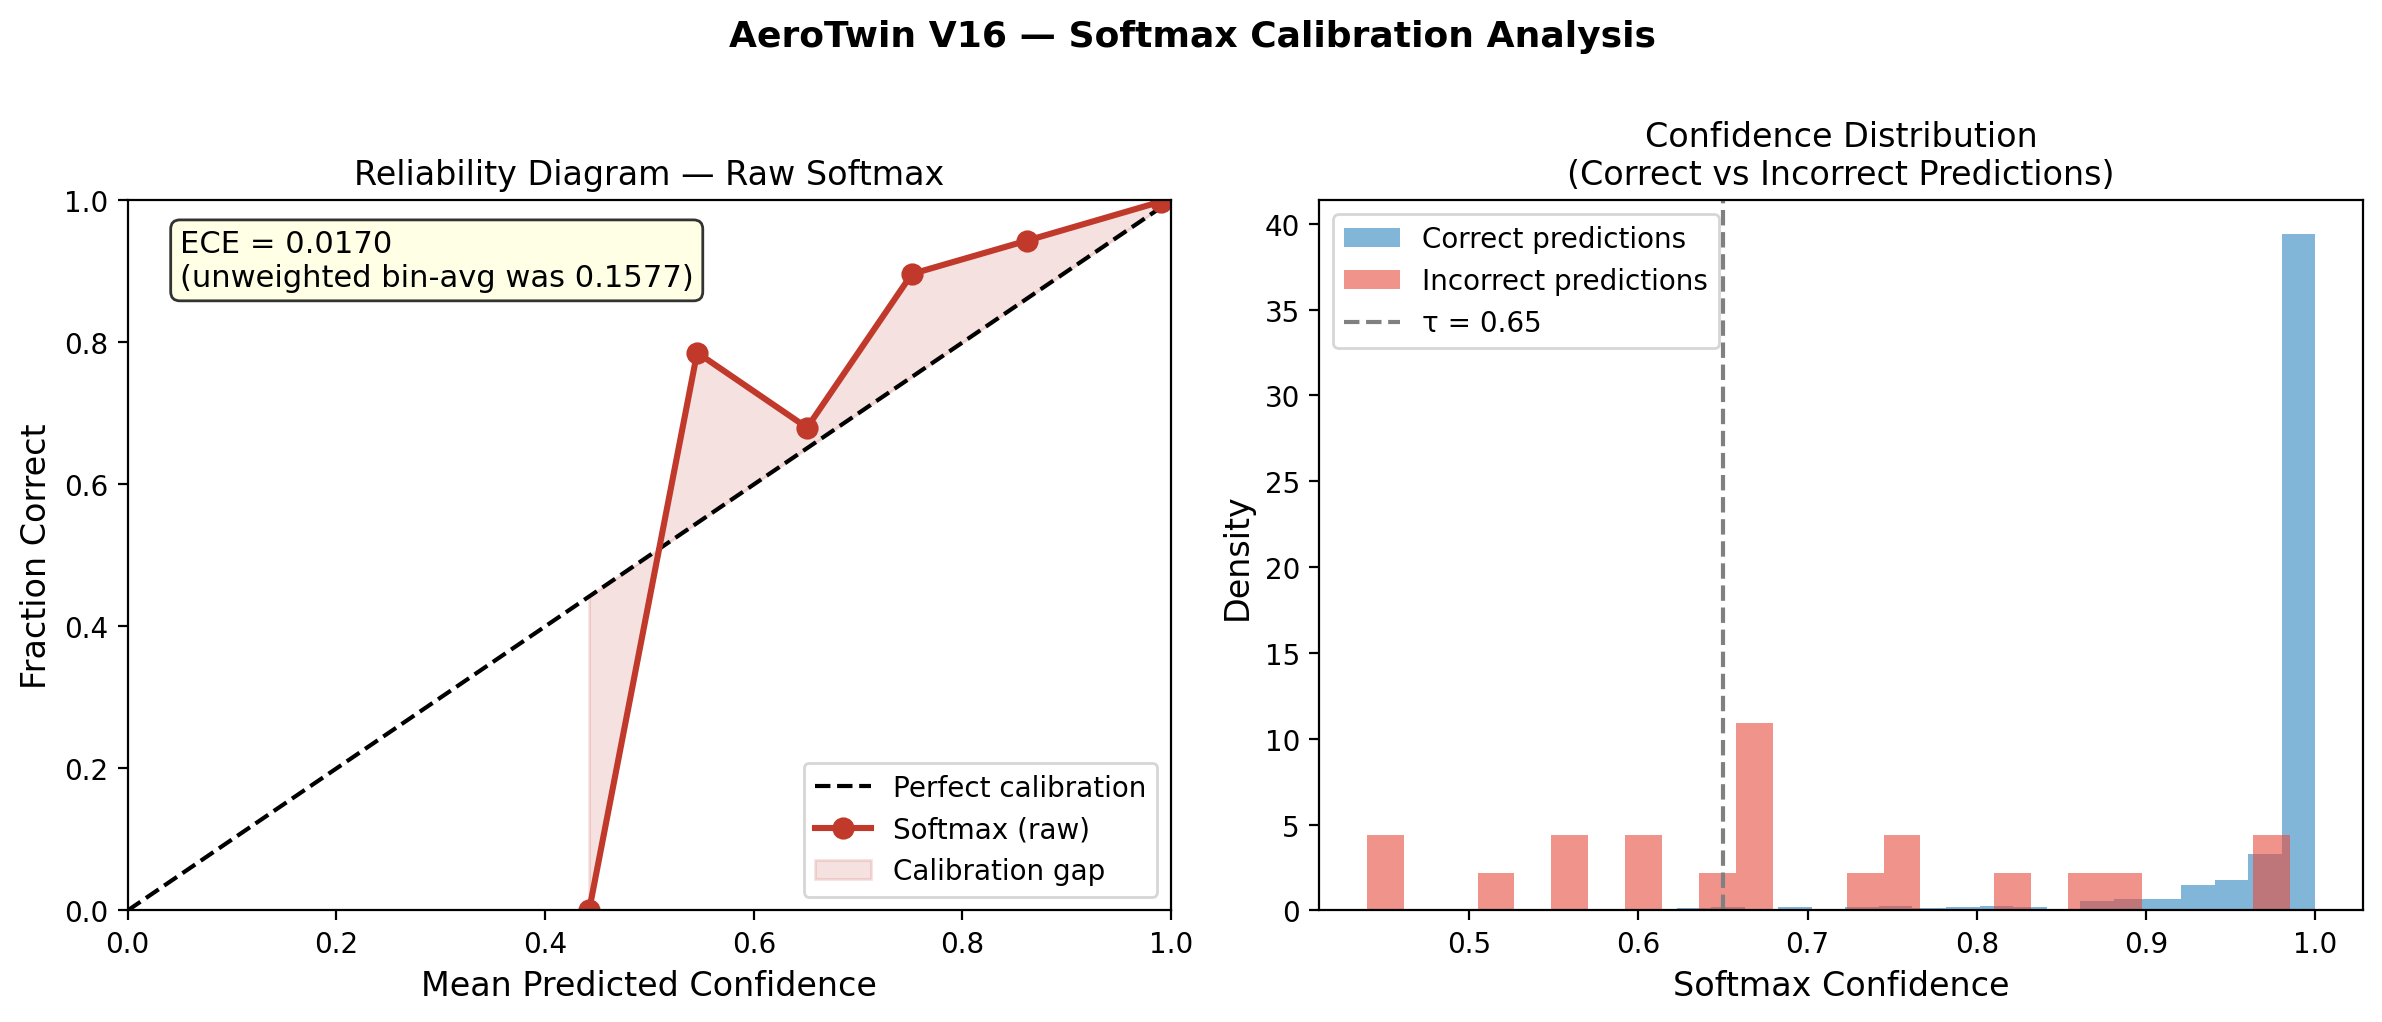 AeroTwin V16 — Softmax Calibration Analysis
Reliability Diagram — Raw Softmax
ECE = 0.0170
(unweighted bin-avg was 0.1577)
1.0
0.8
0.6
0.4
0.2
0.0
Fraction Correct
Perfect calibration
Softmax (raw)
Calibration gap
0.0 0.2 0.4 0.6 0.8 1.0
Mean Predicted Confidence
Confidence Distribution
(Correct vs Incorrect Predictions)
Correct predictions
Incorrect predictions
τ = 0.65
40
35
30
25
20
15
10
5
0
Density
0.5 0.6 0.7 0.8 0.9 1.0
Softmax Confidence